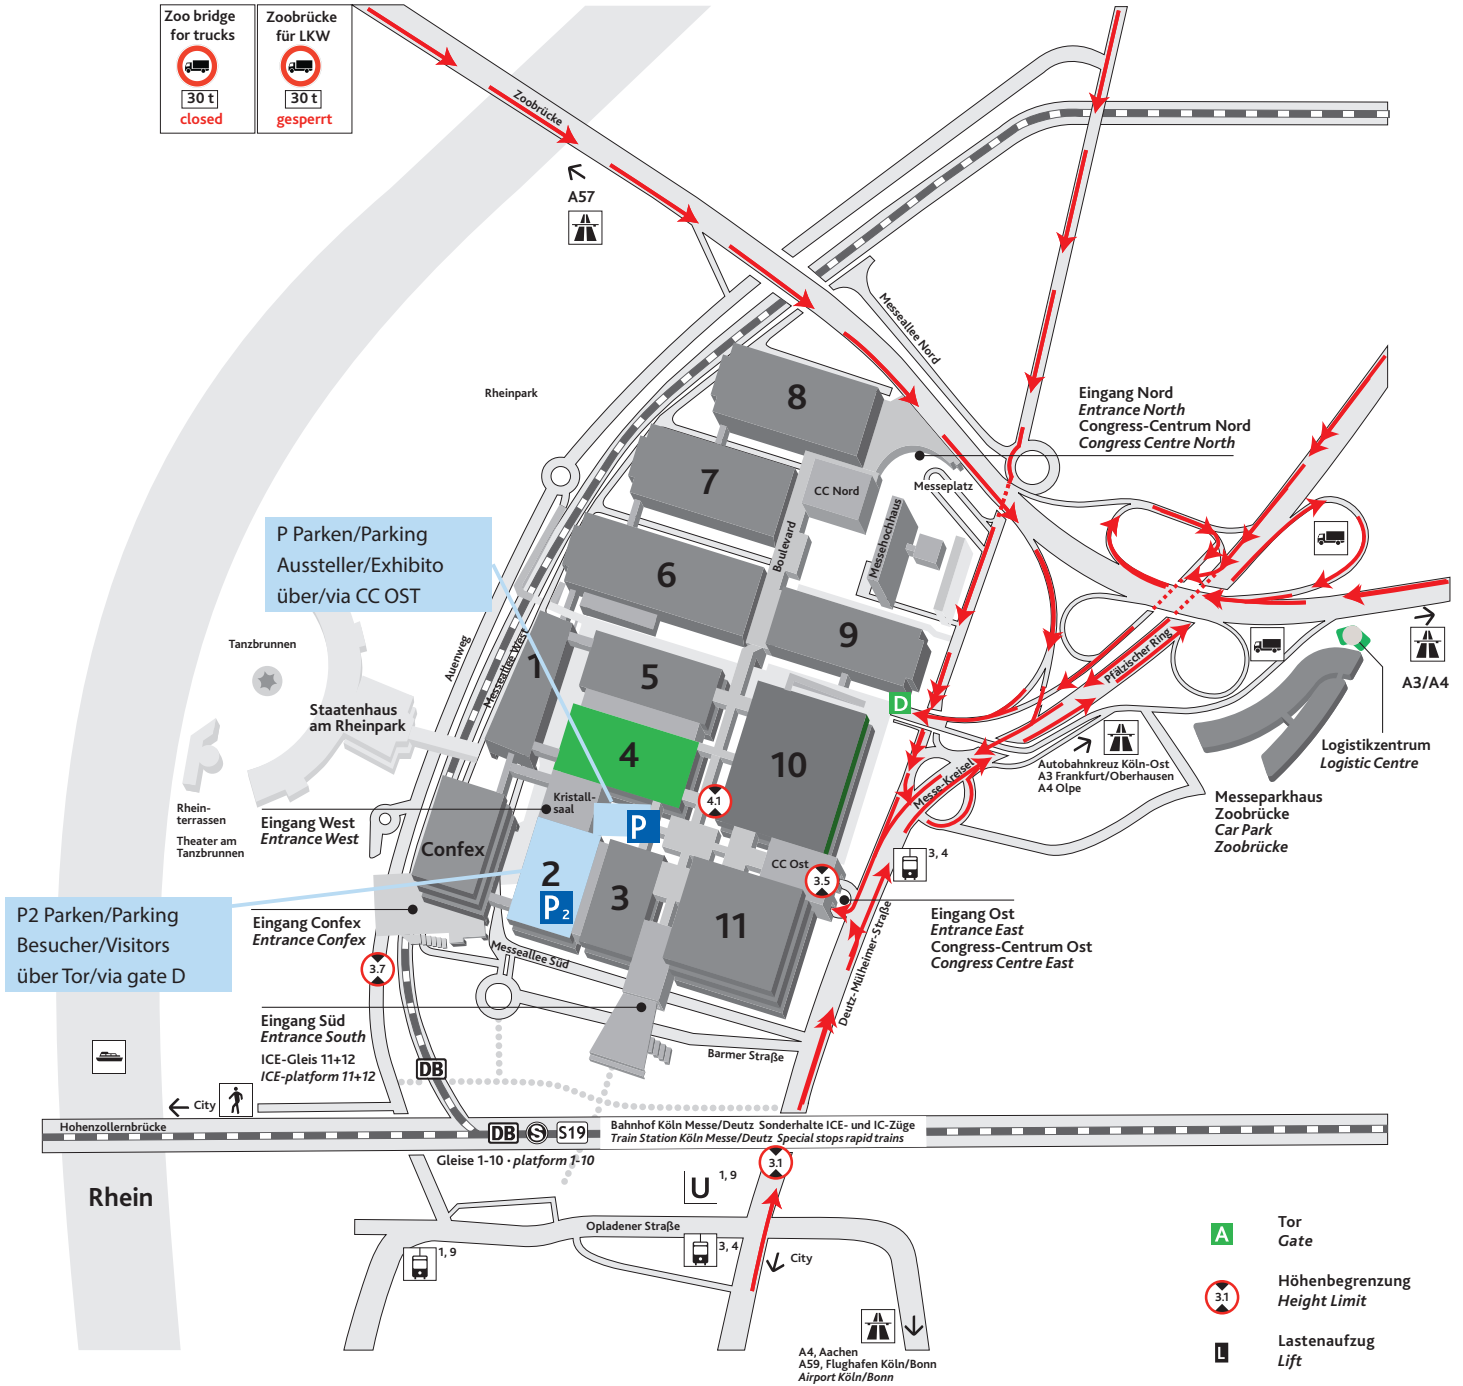 Zoo bridge
for trucks
30 t
closed
Zoobrücke
für LKW
30 t
gesperrt
Zoobrücke
A57
Messeallee Nord
Rheinpark
8
Eingang Nord
Entrance North
Congress-Centrum Nord
Congress Centre North
7
CC Nord
Messeplatz
Messehochhaus
Boulevard
P Parken/Parking
Aussteller/Exhibito
über/via CC OST
6
9
Tanzbrunnen
Auenweg
Messeallee West
1
5
Pfälzischer Ring
A3/A4
Staatenhaus
am Rheinpark
D
4
10
Logistikzentrum
Logistic Centre
Autobahnkreuz Köln-Ost
A3 Frankfurt/Oberhausen
A4 Olpe
Messe-Kreisel
Messeparkhaus
Zoobrücke
Car Park
Zoobrücke
Rhein-
terrassen
Theater am
Tanzbrunnen
Eingang West
Entrance West
Kristall-
saal
4.1
P
Confex
2
P2
3
CC Ost
3.5
3, 4
11
P2 Parken/Parking
Besucher/Visitors
über Tor/via gate D
Eingang Confex
Entrance Confex
Eingang Ost
Entrance East
Congress-Centrum Ost
Congress Centre East
Messeallee Süd
3.7
Deutz-Mülheimer-Straße
Eingang Süd
Entrance South
ICE-Gleis 11+12
ICE-platform 11+12
Barmer Straße
DB
City
Hohenzollernbrücke
DB
S
S19
Bahnhof Köln Messe/Deutz Sonderhalte ICE- und IC-Züge
Train Station Köln Messe/Deutz Special stops rapid trains
Gleise 1-10 · platform 1-10
3.1
U
1, 9
Rhein
Opladener Straße
1, 9
3, 4
City
A4, Aachen
A59, Flughafen Köln/Bonn
Airport Köln/Bonn
A
Tor
Gate
3.1
Höhenbegrenzung
Height Limit
L
Lastenaufzug
Lift